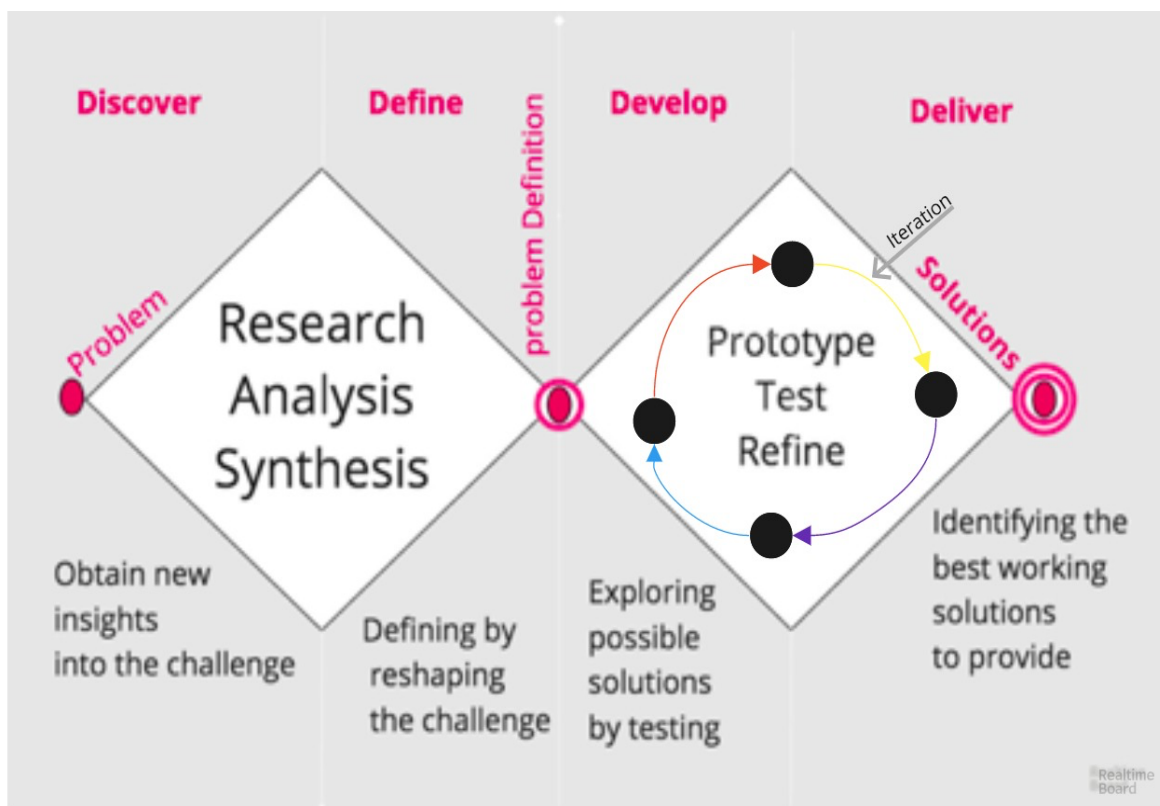 Discover
Define
problem Definition
Develop
Deliver
Problem
Research
Analysis
Synthesis
Iteration
Solutions
Prototype
Test
Refine
Obtain new
insights
into the challenge
Defining by
reshaping
the challenge
Exploring
possible
solutions
by testing
Identifying the
best working
solutions
to provide
Realtime
Board